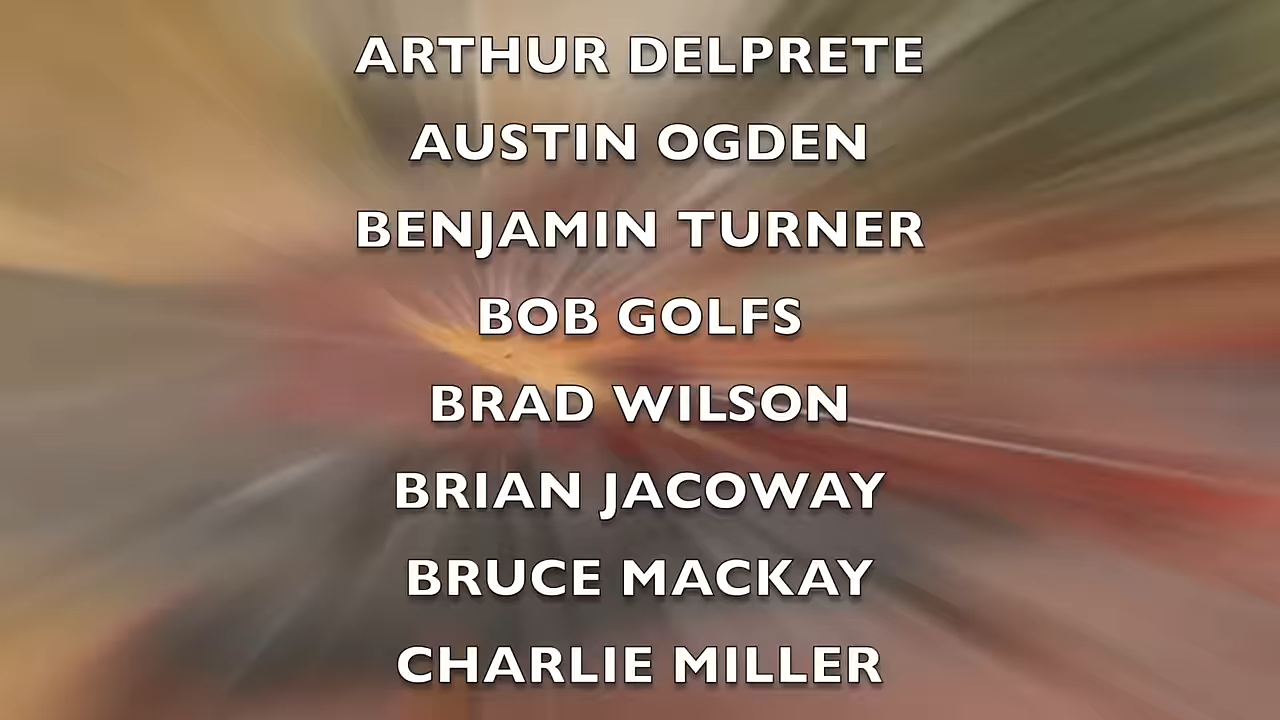 ARTHUR DELPRETE
AUSTIN OGDEN
BENJAMIN TURNER
BOB GOLFS
BRAD WILSON
BRIAN JACOWAY
BRUCE MACKAY
CHARLIE MILLER